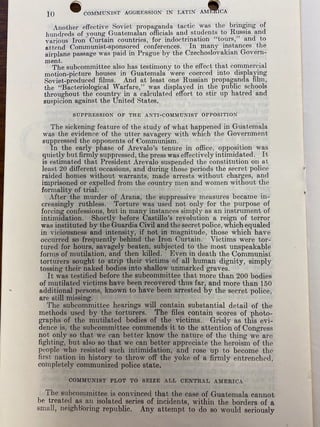 10 COMMUNIST AGGRESSION IN LATIN AMERICA
Another effective Soviet propaganda tactic was the bringing of
hundreds of young Guatemalan officials and students to Russia and
various Iron Curtain countries, for indoctrination "tours," and to
attend Communist-sponsored conferences. In many instances the
airplane passage was paid in Prague by the Czechoslovakian Govern-
ment.
The subcommittee also has testimony to the effect that commercial
motion-picture houses in Guatemala were coerced into displaying
Soviet-produced films. And at least one Russian propaganda film,
the "Bacteriological Warfare," was displayed in the public schools
throughout the country in a calculated effort to stir up hatred and
suspicion against the United States.
SUPPRESSION OF THE ANTI-COMMUNIST OPPOSITION
The sickening feature of the study of what happened in Guatemala
was the evidence of the utter savagery with which the Government
suppressed the opponents of Communism.
In the early phase of Arevalo's tenure in office, opposition was
quietly but firmly suppressed, the press was effectively intimidated. It
is estimated that President Arevalo suspended the constitution on at
least 20 different occasions, and during those periods the secret police
raided homes without warrants, made arrests without charges, and
imprisoned or expelled from the country men and women without the
formality of trial.
After the murder of Arana, the suppressive measures became in-
creasingly ruthless. Torture was used not only for the purpose of
forcing confessions, but in many instances simply as an instrument of
intimidation. Shortly before Castillo's revolution a reign of terror
was instituted by the Guardia Civil and the secret police, which equaled
in viciousness and intensity, if not in magnitude, those which have
occurred so frequently behind the Iron Curtain. Victims were tor-
tured for hours, savagely beaten, subjected to the most unspeakable
forms of mutilation, and then killed. Even in death the Communist
torturers sought to strip their victims of all human dignity, simply
tossing their naked bodies into shallow unmarked graves.
It was testified before the subcommittee that more than 200 bodies
of mutilated victims have been recovered thus far, and more than 150
additional persons, known to have been arrested by the secret police,
are still missing.
The subcommittee hearings will contain substantial detail of the
methods used by the torturers. The files contain scores of photo-
graphs of the mutilated bodies of the victims. Grisly as this evi-
dence is, the subcommittee commends it to the attention of Congress
not only so that we can better know the nature of the thing we are
fighting, but also so that we can better appreciate the heroism of the
people who resisted such intimidation, and rose up to become the
first nation in history to throw off the yoke of a firmly entrenched,
completely communized police state.
COMMUNIST PLOT TO SEIZE ALL CENTRAL AMERICA
The subcommittee is convinced that the case of Guatemala cannot
be treated as an isolated series of incidents, within the borders of a
small, neighboring republic. Any attempt to do so would seriously